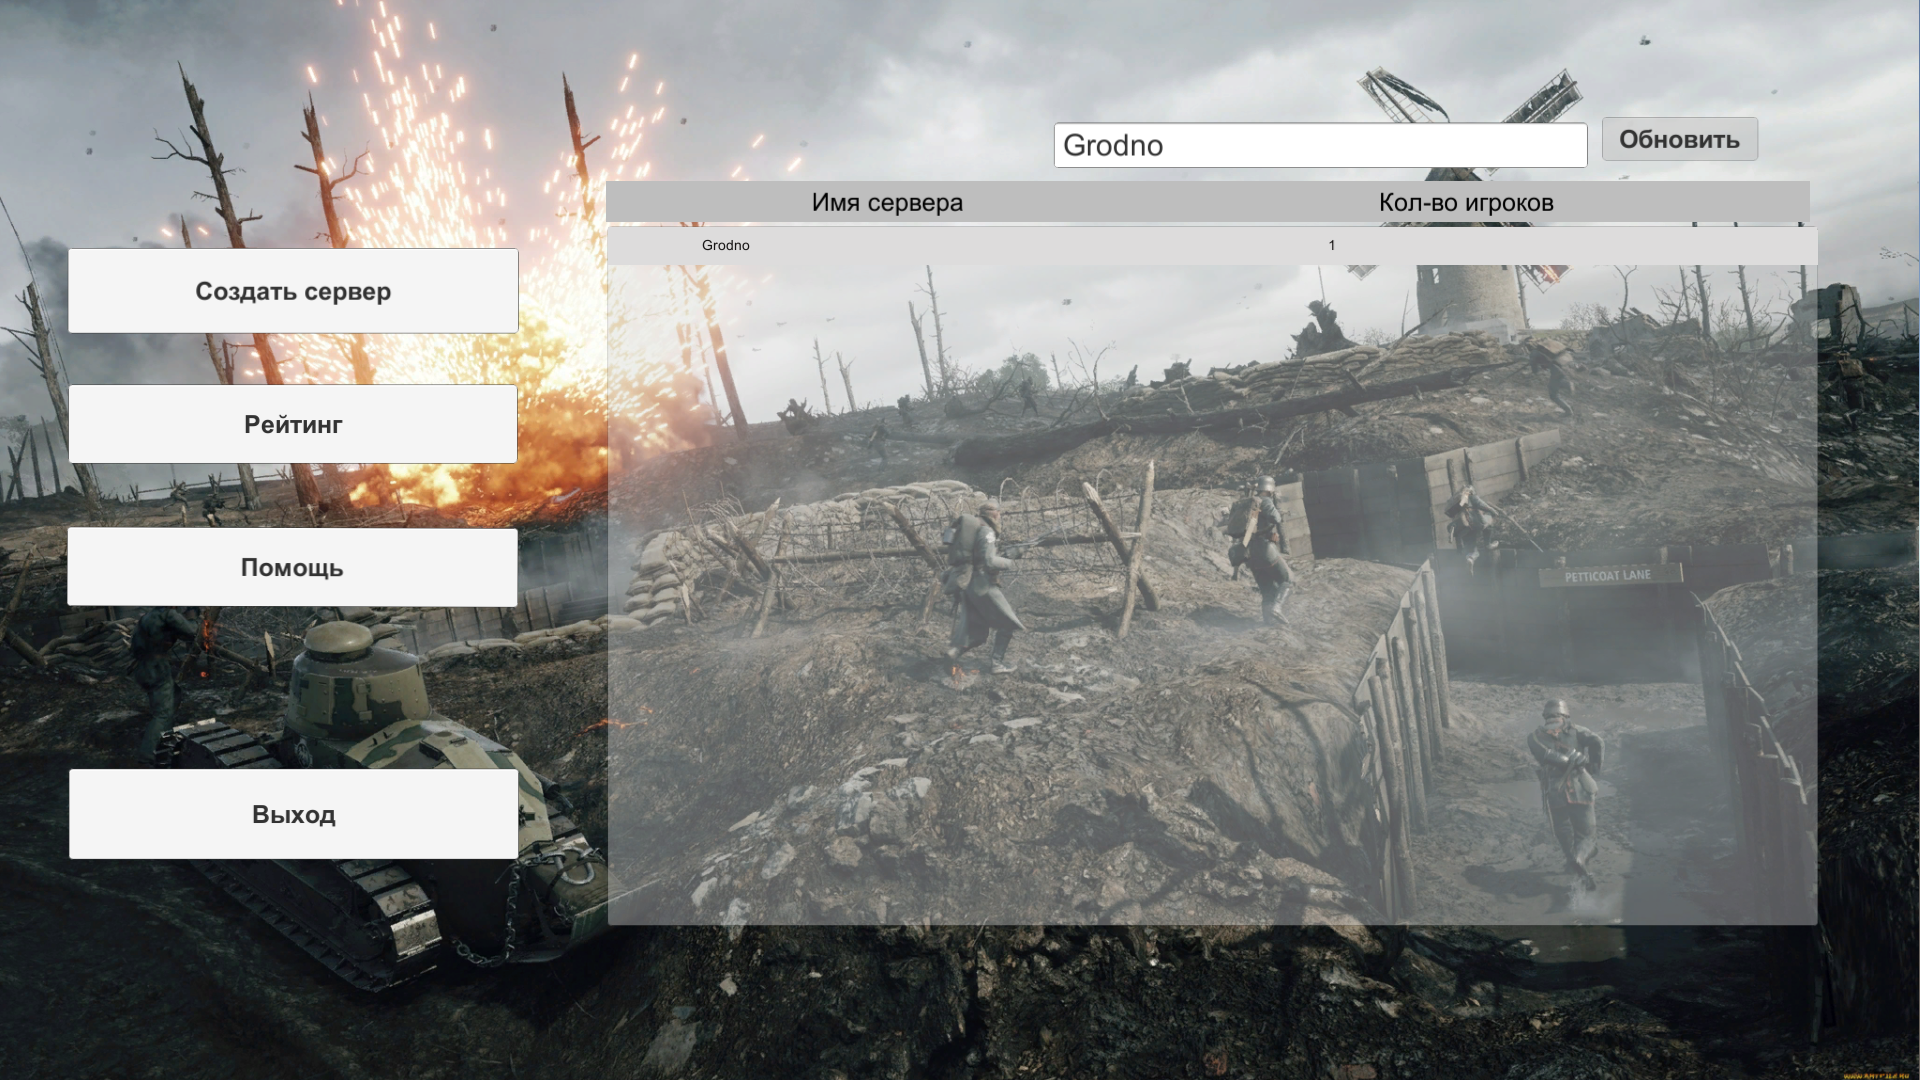 Grodno
Обновить
Имя сервера Кол-во игроков
Grodno 1
Создать сервер
Рейтинг
Помощь
PETTICOAT LANE
Выход